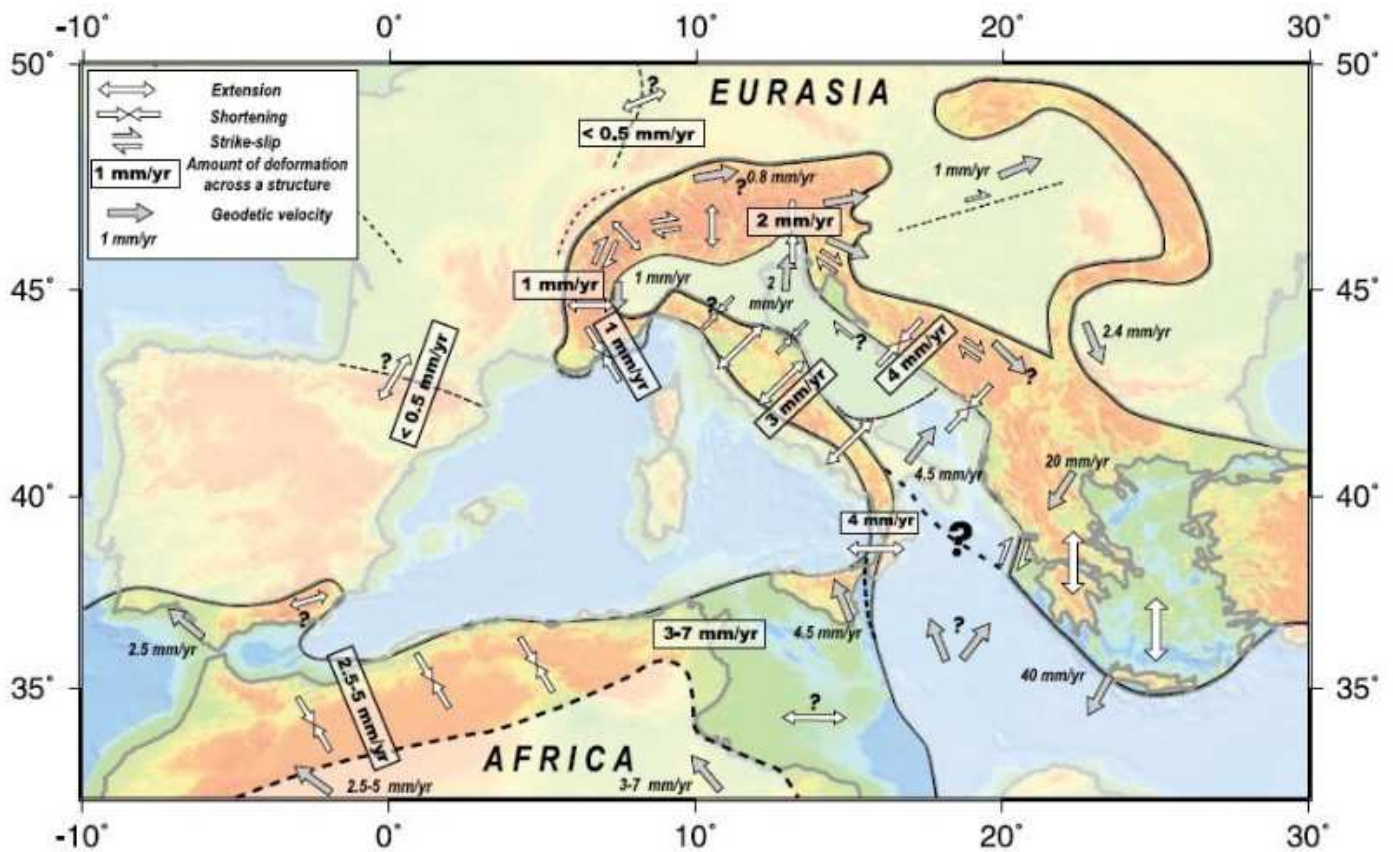 -10° 0° 10° 20° 30°
50° 50°
EURASIA
?
Extension
Shortening
Strike-slip
1 mm/yr Amount of deformation
across a structure
Geodetic velocity
1 mm/yr
< 0.5 mm/yr
?
0.8 mm/yr
1 mm/yr
2 mm/yr
45° 45°
1 mm/yr
1 mm/yr
2
mm/yr
?
?
2.4 mm/yr
1 mm/yr
4 mm/yr
?
?
< 0.5 mm/yr
3 mm/yr
20 mm/yr
4.5 mm/yr
40° 40°
4 mm/yr
?
?
2.5 mm/yr
3-7 mm/yr
4.5 mm/yr
?
40 mm/yr
35° 35°
2.5-5 mm/yr
?
AFRICA
2.5-5 mm/yr
3-7 mm/yr
-10° 0° 10° 20° 30°